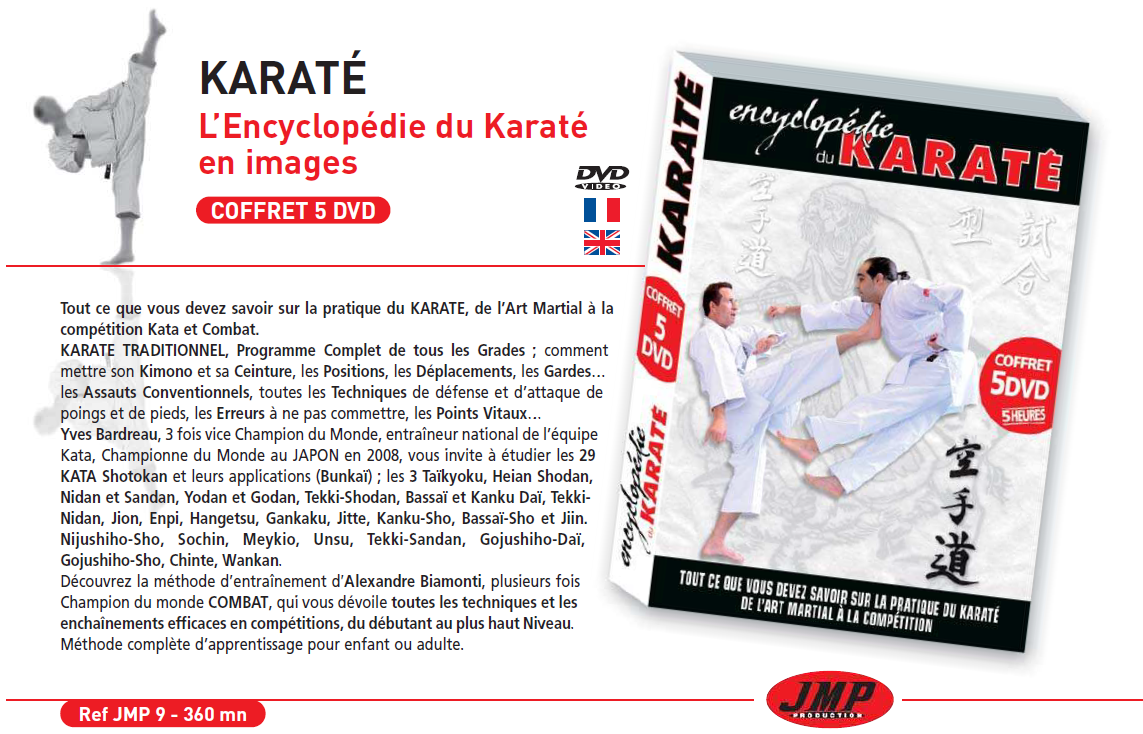 KARATÉ
L'Encyclopédie du Karaté
en images
COFFRET 5 DVD
DVD
VIDEO
Tout ce que vous devez savoir sur la pratique du KARATE, de l'Art Martial à la
compétition Kata et Combat.
KARATE TRADITIONNEL, Programme Complet de tous les Grades ; comment
mettre son Kimono et sa Ceinture, les Positions, les Déplacements, les Gardes...
les Assauts Conventionnels, toutes les Techniques de défense et d'attaque de
poings et de pieds, les Erreurs à ne pas commettre, les Points Vitaux...
Yves Bardreau, 3 fois vice Champion du Monde, entraîneur national de l'équipe
Kata, Championne du Monde au JAPON en 2008, vous invite à étudier les 29
KATA Shotokan et leurs applications (Bunkaï) ; les 3 Taïkyoku, Heian Shodan,
Nidan et Sandan, Yodan et Godan, Tekki-Shodan, Bassaï et Kanku Daï, Tekki-
Nidan, Jion, Enpi, Hangetsu, Gankaku, Jitte, Kanku-Sho, Bassaï-Sho et Jiin.
Nijushiho-Sho, Sochin, Meykio, Unsu, Tekki-Sandan, Gojushiho-Daï,
Gojushiho-Sho, Chinte, Wankan.
Découvrez la méthode d'entraînement d'Alexandre Biamonti, plusieurs fois
Champion du monde COMBAT, qui vous dévoile toutes les techniques et les
enchaînements efficaces en compétitions, du débutant au plus haut Niveau.
Méthode complète d'apprentissage pour enfant ou adulte.
Ref JMP 9 - 360 mn
KARATÉ
COFFRET
5
DVD
encyclopédie
du KARATÉ
encyclopédie
du KARATÉ
空手道
型
試合
COFFRET
5DVD
5 HEURES
空手道
TOUT CE QUE VOUS DEVEZ SAVOIR SUR LA PRATIQUE DU KARATÉ
DE L'ART MARTIAL À LA COMPÉTITION
JMP
PRODUCTION